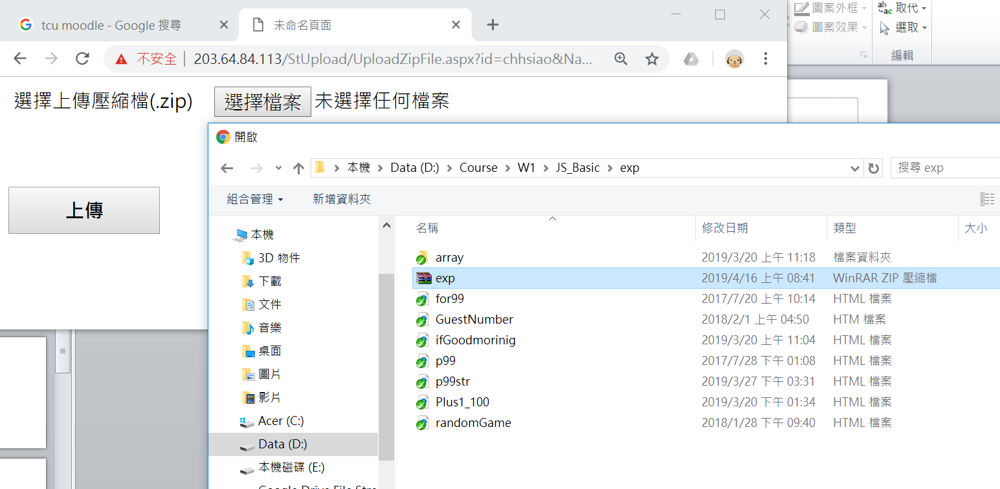 tcu moodle - Google 搜尋
未命名頁面
圖案外框
取代
圖案效果
選取
編輯
不安全 203.64.84.113/StUpload/UploadZipFile.aspx?id=chhsiao&Na...
選擇上傳壓縮檔(.zip) 選擇檔案 未選擇任何檔案
上傳
開啟
本機 Data (D:) Course W1 JS_Basic exp
搜尋 exp
組合管理 新增資料夾
本機
3D 物件
下載
文件
音樂
桌面
圖片
影片
Acer (C:)
Data (D:)
本機磁碟 (E:)
Google Drive File Stre
名稱 修改日期 類型 大小
array 2019/3/20 上午 11:18 檔案資料夾
exp 2019/4/16 上午 08:41 WinRAR ZIP 壓縮檔
for99 2017/7/20 上午 10:14 HTML 檔案
GuestNumber 2018/2/1 上午 04:50 HTM 檔案
ifGoodmorinig 2019/3/20 上午 11:04 HTML 檔案
p99 2017/7/28 下午 01:08 HTML 檔案
p99str 2019/3/27 下午 03:31 HTML 檔案
Plus1_100 2019/3/20 下午 01:34 HTML 檔案
randomGame 2018/1/28 下午 09:40 HTML 檔案